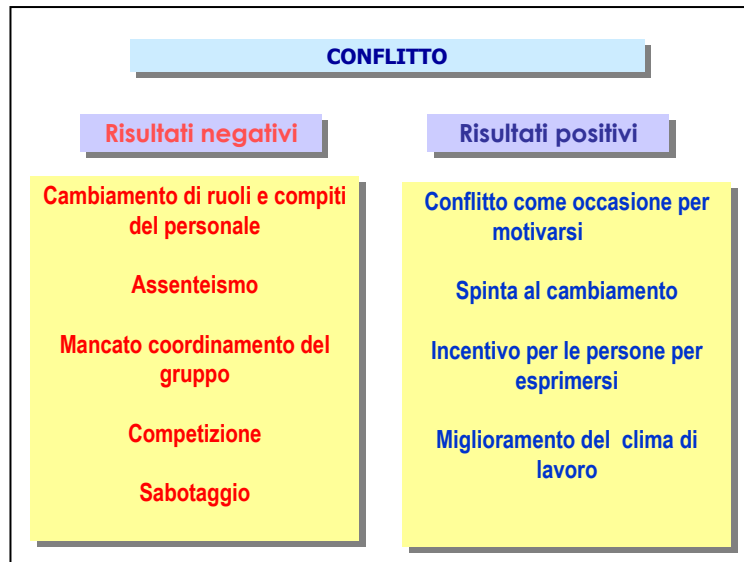 CONFLITTO
Risultati negativi
Cambiamento di ruoli e compiti
del personale
Assenteismo
Mancato coordinamento del
gruppo
Competizione
Sabotaggio
Risultati positivi
Conflitto come occasione per
motivarsi
Spinta al cambiamento
Incentivo per le persone per
esprimersi
Miglioramento del clima di
lavoro